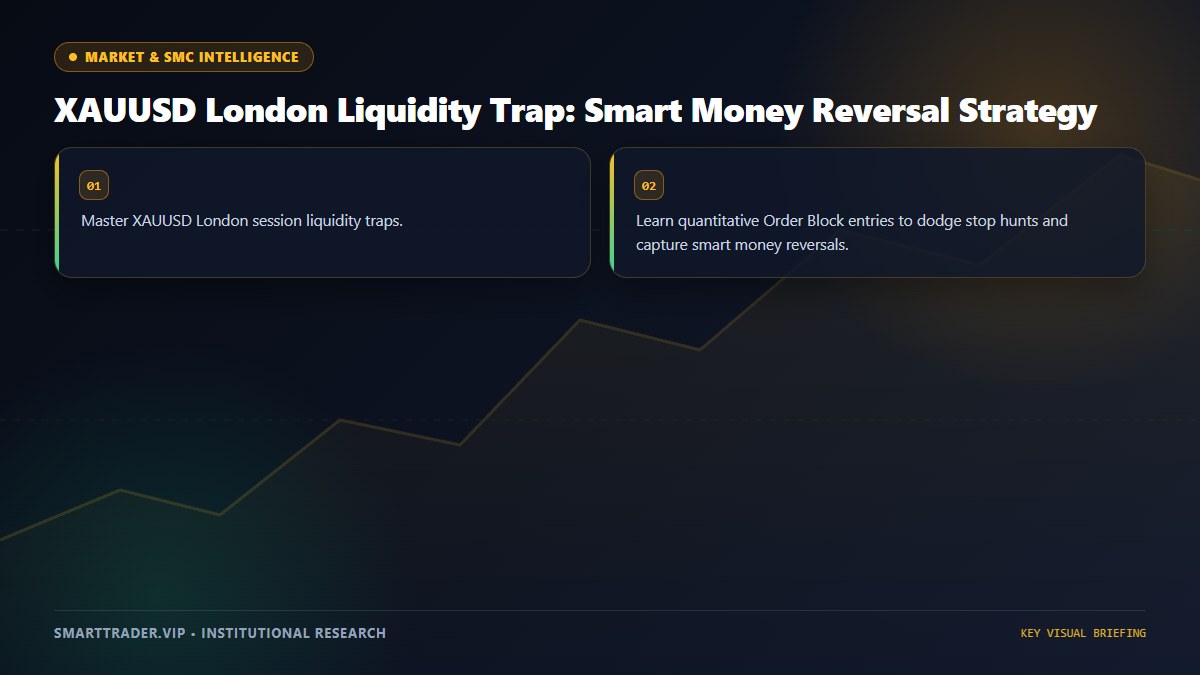 MARKET & SMC INTELLIGENCE
XAUUSD London Liquidity Trap: Smart Money Reversal Strategy
01
Master XAUUSD London session liquidity traps.
02
Learn quantitative Order Block entries to dodge stop hunts and
capture smart money reversals.
SMARTTRADER.VIP • INSTITUTIONAL RESEARCH
KEY VISUAL BRIEFING